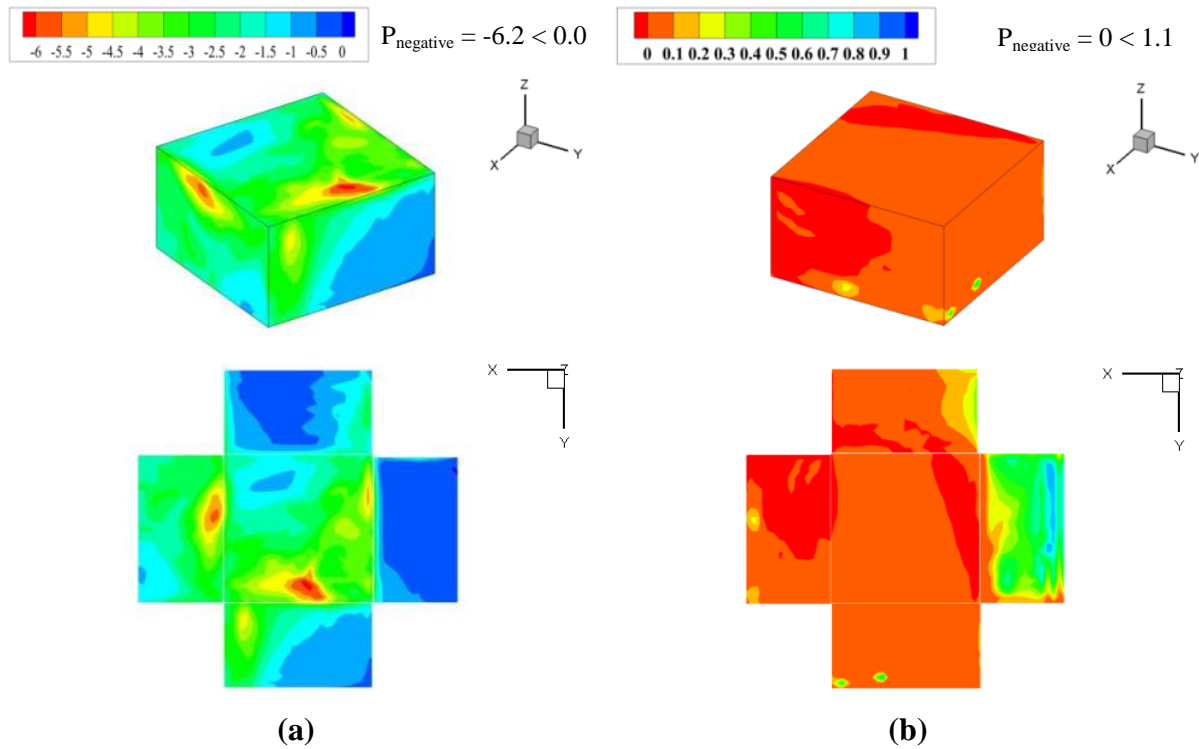 -6 -5.5 -5 -4.5 -4 -3.5 -3 -2.5 -2 -1.5 -1 -0.5 0
P negative = -6.2 < 0.0
0 0.1 0.2 0.3 0.4 0.5 0.6 0.7 0.8 0.9 1
P negative = 0 < 1.1
Z
X
Y
Z
X
Y
X
Z
Y
X
Z
Y
(a)
(b)